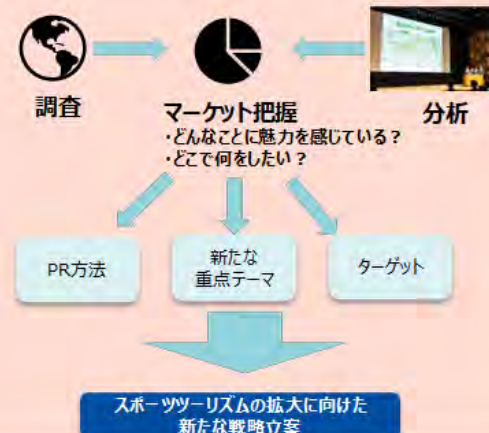 調査
マーケット把握
分析
・どんなことに魅力を感じている？
・どこで何をしたい？
PR方法
新たな
重点テーマ
ターゲット
スポーツツーリズムの拡大に向けた
新たな戦略立案